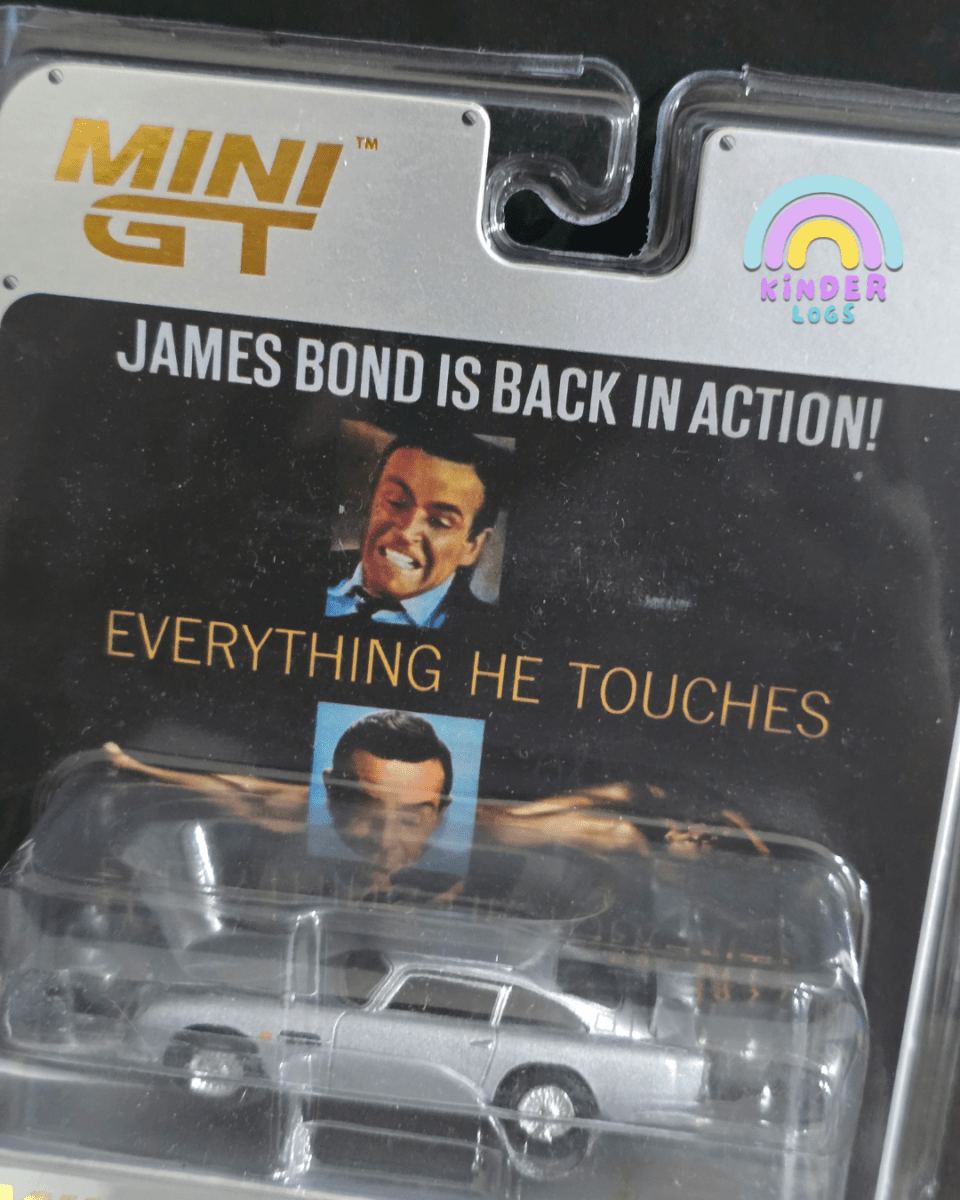 MINI
GT
™
KiNDER
LOGS
JAMES BOND IS BACK IN ACTION!
EVERYTHING HE TOUCHES